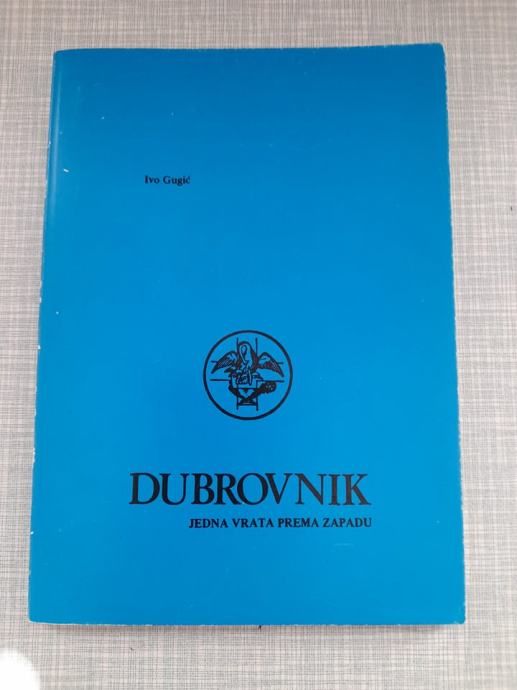 Ivo Gugić
DUBROVNIK
JEDNA VRATA PREMA ZAPADU